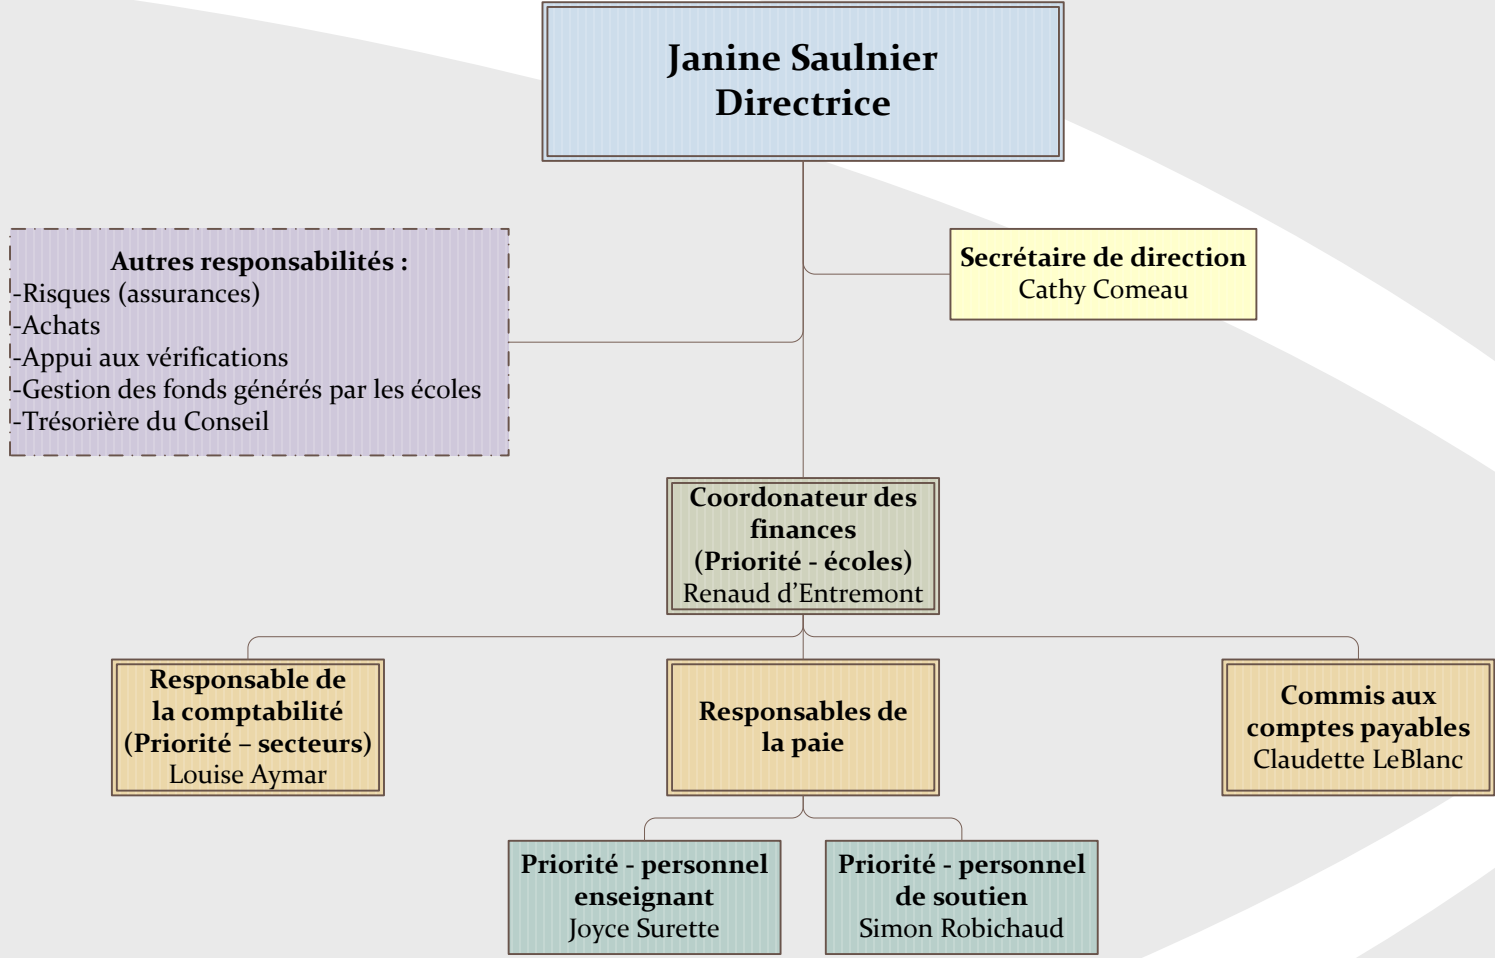 Janine Saulnier
Directrice
Autres responsabilités :
-Risques (assurances)
-Achats
-Appui aux vérifications
-Gestion des fonds générés par les écoles
-Trésorière du Conseil
Secrétaire de direction
Cathy Comeau
Coordonateur des
finances
(Priorité - écoles)
Renaud d’Entremont
Responsable de
la comptabilité
(Priorité – secteurs)
Louise Aymar
Responsables de
la paie
Commis aux
comptes payables
Claudette LeBlanc
Priorité - personnel
enseignant
Joyce Surette
Priorité - personnel
de soutien
Simon Robichaud